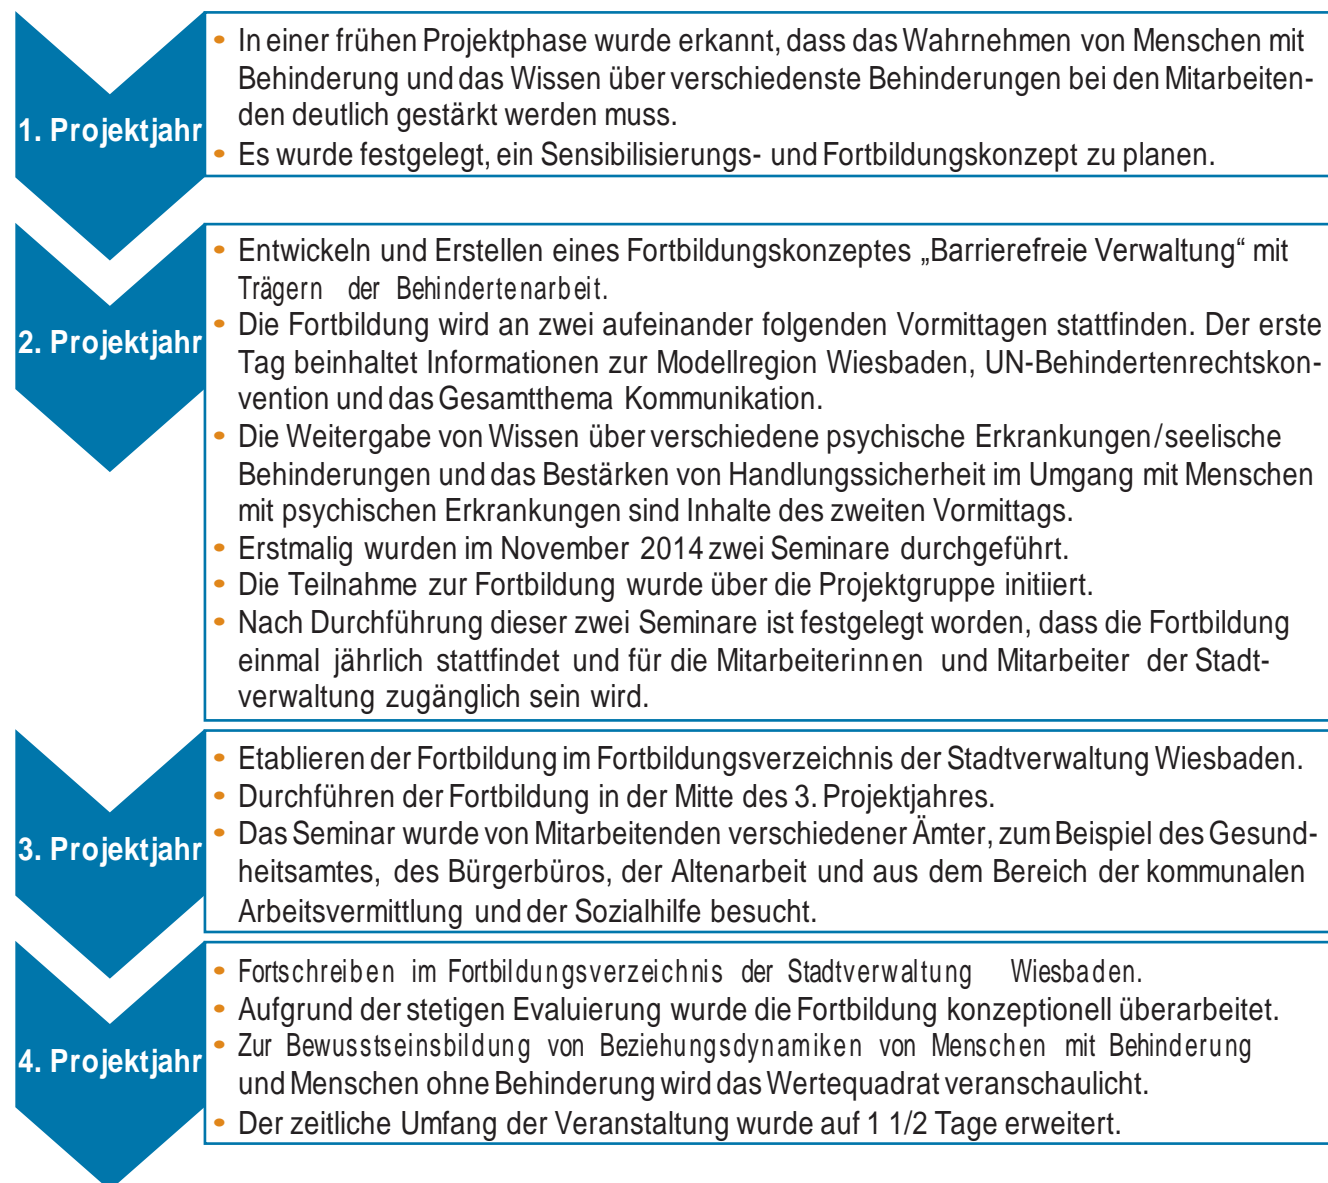 1. Projektjahr
• In einer frühen Projektphase wurde erkannt, dass das Wahrnehmen von Menschen mit
Behinderung und das Wissen über verschiedenste Behinderungen bei den Mitarbeiten-
den deutlich gestärkt werden muss.
• Es wurde festgelegt, ein Sensibilisierungs- und Fortbildungskonzept zu planen.
2. Projektjahr
• Entwickeln und Erstellen eines Fortbildungskonzeptes „Barrierefreie Verwaltung“ mit
Trägern der Behindertenarbeit.
• Die Fortbildung wird an zwei aufeinander folgenden Vormittagen stattfinden. Der erste
Tag beinhaltet Informationen zur Modellregion Wiesbaden, UN-Behindertenrechtskon-
vention und das Gesamtthema Kommunikation.
• Die Weitergabe von Wissen über verschiedene psychische Erkrankungen/seelische
Behinderungen und das Bestärken von Handlungssicherheit im Umgang mit Menschen
mit psychischen Erkrankungen sind Inhalte des zweiten Vormittags.
• Erstmalig wurden im November 2014 zwei Seminare durchgeführt.
• Die Teilnahme zur Fortbildung wurde über die Projektgruppe initiiert.
• Nach Durchführung dieser zwei Seminare ist festgelegt worden, dass die Fortbildung
einmal jährlich stattfindet und für die Mitarbeiterinnen und Mitarbeiter der Stadt-
verwaltung zugänglich sein wird.
3. Projektjahr
• Etablieren der Fortbildung im Fortbildungsverzeichnis der Stadtverwaltung Wiesbaden.
• Durchführen der Fortbildung in der Mitte des 3. Projektjahres.
• Das Seminar wurde von Mitarbeitenden verschiedener Ämter, zum Beispiel des Gesund-
heitsamtes, des Bürgerbüros, der Altenarbeit und aus dem Bereich der kommunalen
Arbeitsvermittlung und der Sozialhilfe besucht.
4. Projektjahr
• Fortschreiben im Fortbildungsverzeichnis der Stadtverwaltung Wiesbaden.
• Aufgrund der stetigen Evaluierung wurde die Fortbildung konzeptionell überarbeitet.
• Zur Bewusstseinsbildung von Beziehungsdynamiken von Menschen mit Behinderung
und Menschen ohne Behinderung wird das Wertequadrat veranschaulicht.
• Der zeitliche Umfang der Veranstaltung wurde auf 1 1/2 Tage erweitert.